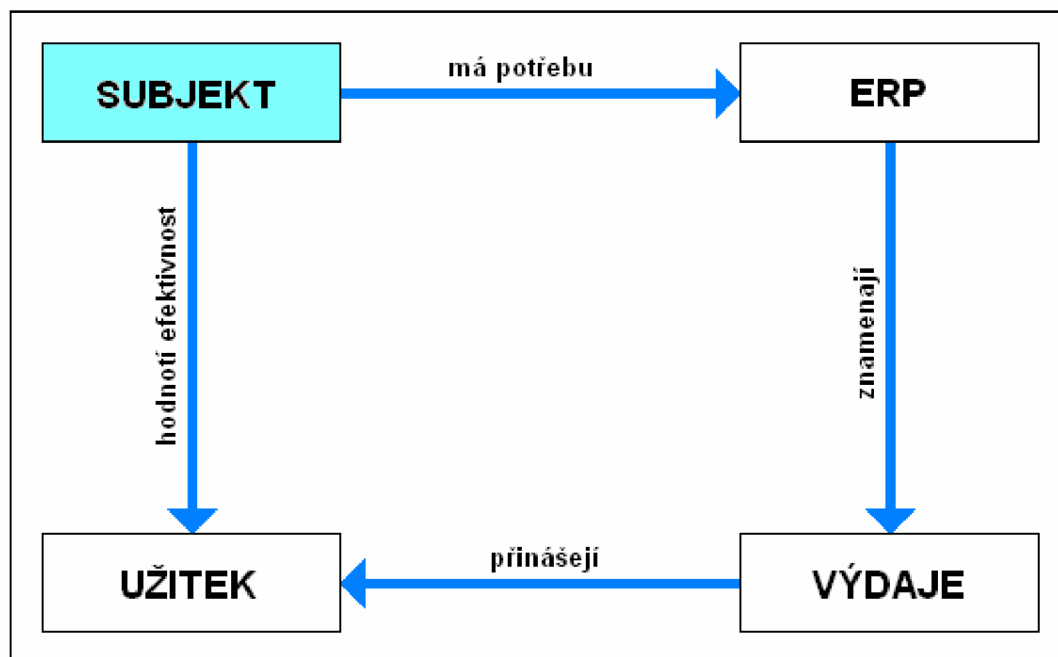 SUBJEKT
má potřebu
ERP
hodnotí efektivnost
znamenají
UŽITEK
přinášejí
VÝDAJE